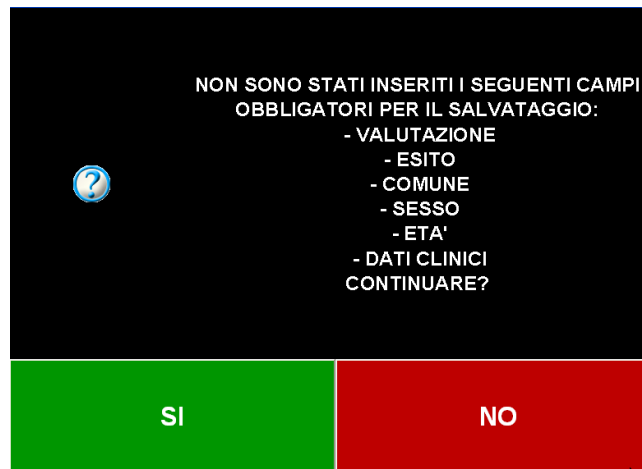 NON SONO STATI INSERITI I SEGUENTI CAMPI
OBBLIGATORI PER IL SALVATAGGIO:
- VALUTAZIONE
- ESITO
- COMUNE
- SESSO
- ETA'
- DATI CLINICI
CONTINUARE?
SI
NO